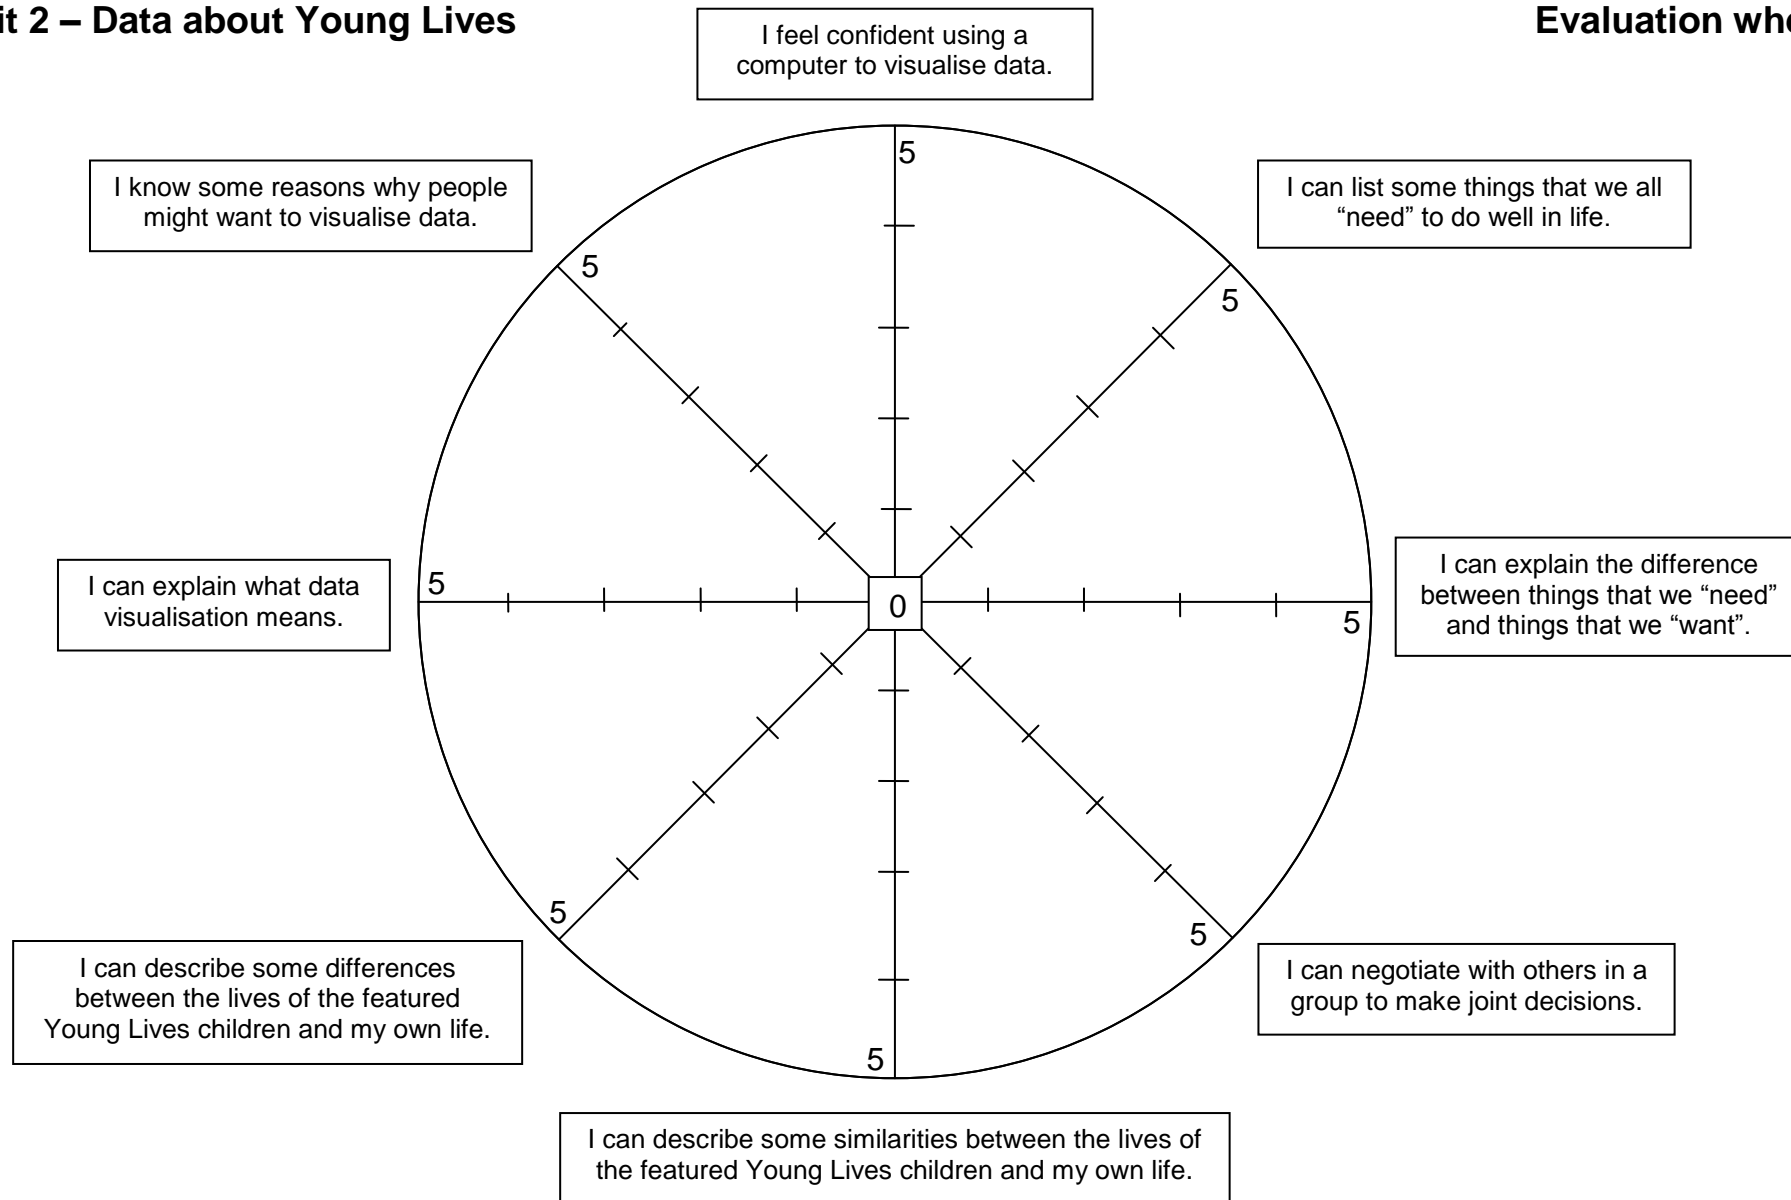 it 2 – Data about Young Lives
Evaluation whe
I feel confident using a
computer to visualise data.
I know some reasons why people
might want to visualise data.
I can list some things that we all
“need” to do well in life.
5
5
5
I can explain what data
visualisation means.
5
0
5
I can explain the difference
between things that we “need”
and things that we “want”.
5
5
5
I can describe some differences
between the lives of the featured
Young Lives children and my own life.
I can negotiate with others in a
group to make joint decisions.
I can describe some similarities between the lives of
the featured Young Lives children and my own life.